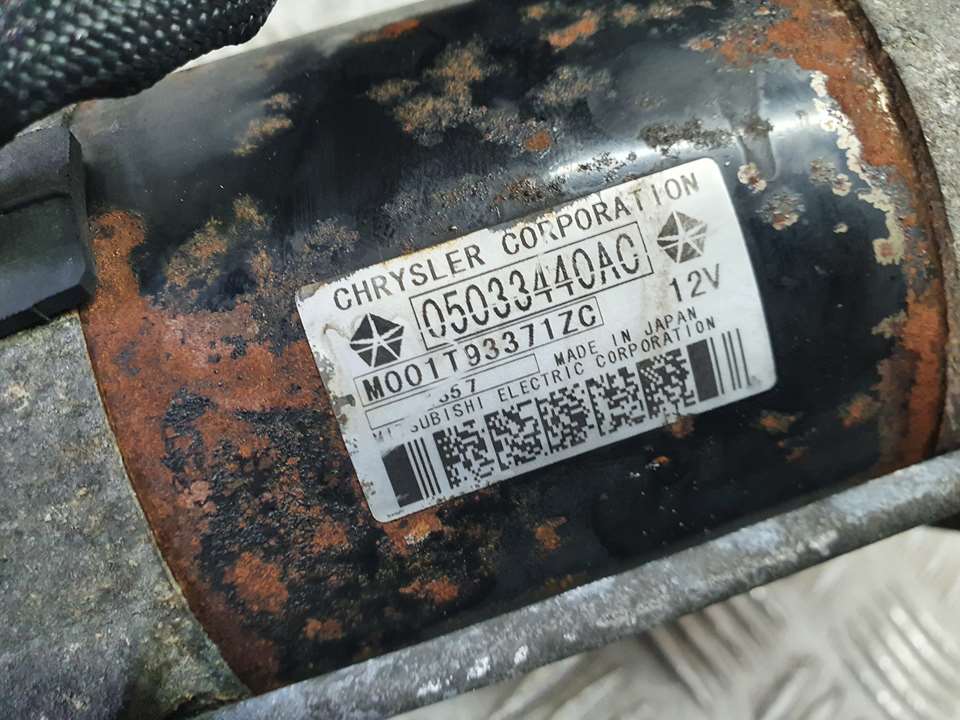 CHRYSLER CORPORATION
05033440AC
12V
M001T93371ZC
MADE IN JAPAN
MITSUBISHI ELECTRIC CORPORATION